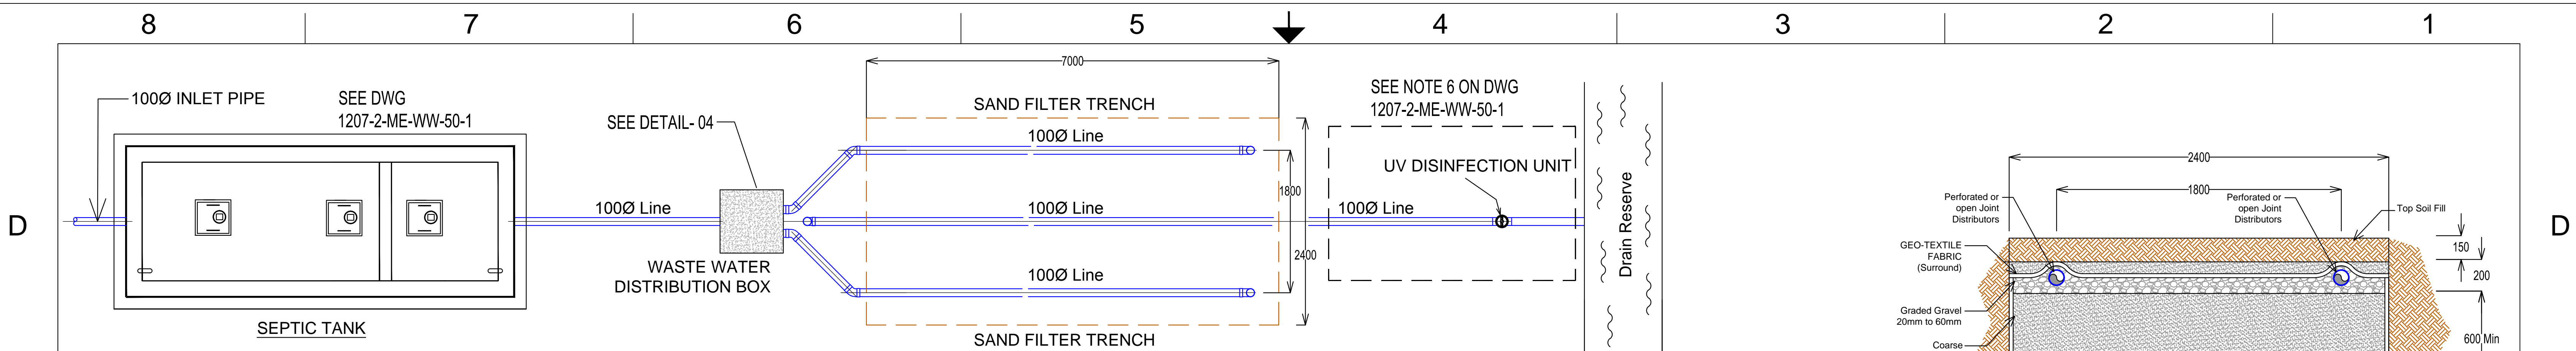 8 7 6 5 4 3 2 1
7000
100Ø INLET PIPE
SEE DWG
1207-2-ME-WW-50-1
SEE DETAIL- 04
SAND FILTER TRENCH
SEE NOTE 6 ON DWG
1207-2-ME-WW-50-1
100Ø Line
UV DISINFECTION UNIT
1800
100Ø Line
100Ø Line
100Ø Line
D
WASTE WATER
DISTRIBUTION BOX
2400
100Ø Line
SEPTIC TANK
SAND FILTER TRENCH
Drain Reserve
2400
1800
Perforated or
open Joint
Distributors
Perforated or
open Joint
Distributors
Top Soil Fill
GEO-TEXTILE
FABRIC
(Surround)
150
200
D
Graded Gravel
20mm to 60mm
Coarse
600 Min